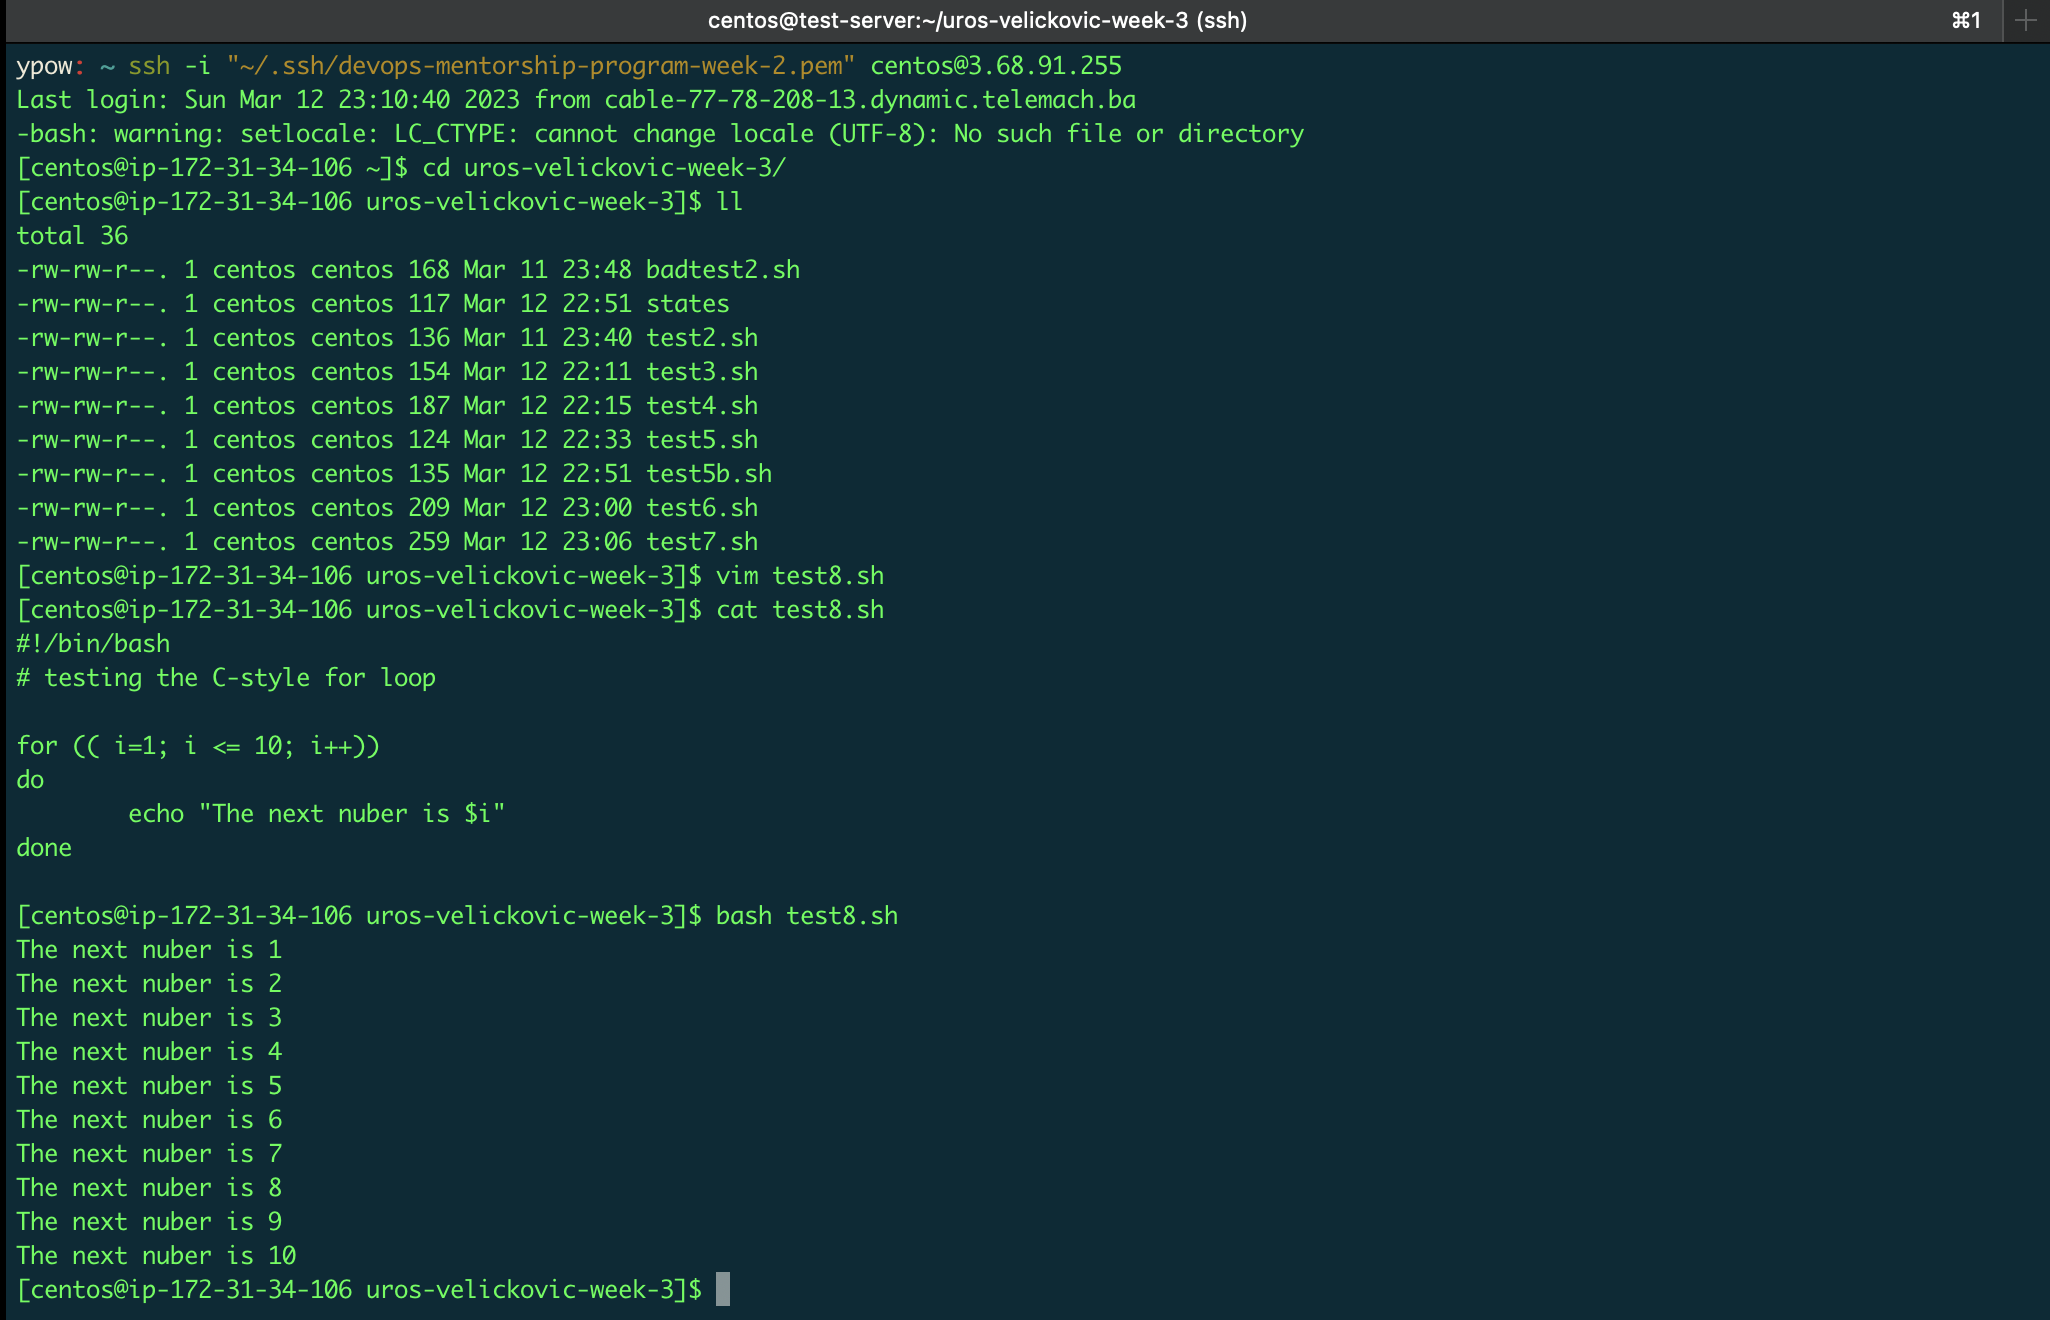 centos@test-server:~/uros-velickovic-week-3 (ssh) ⌘1
ypow: ~ ssh -i "~/.ssh/devops-mentorship-program-week-2.pem" centos@3.68.91.255
Last login: Sun Mar 12 23:10:40 2023 from cable-77-78-208-13.dynamic.telemach.ba
-bash: warning: setlocale: LC_CTYPE: cannot change locale (UTF-8): No such file or directory
[centos@ip-172-31-34-106 ~]$ cd uros-velickovic-week-3/
[centos@ip-172-31-34-106 uros-velickovic-week-3]$ ll
total 36
-rw-rw-r--. 1 centos centos 168 Mar 11 23:48 badtest2.sh
-rw-rw-r--. 1 centos centos 117 Mar 12 22:51 states
-rw-rw-r--. 1 centos centos 136 Mar 11 23:40 test2.sh
-rw-rw-r--. 1 centos centos 154 Mar 12 22:11 test3.sh
-rw-rw-r--. 1 centos centos 187 Mar 12 22:15 test4.sh
-rw-rw-r--. 1 centos centos 124 Mar 12 22:33 test5.sh
-rw-rw-r--. 1 centos centos 135 Mar 12 22:51 test5b.sh
-rw-rw-r--. 1 centos centos 209 Mar 12 23:00 test6.sh
-rw-rw-r--. 1 centos centos 259 Mar 12 23:06 test7.sh
[centos@ip-172-31-34-106 uros-velickovic-week-3]$ vim test8.sh
[centos@ip-172-31-34-106 uros-velickovic-week-3]$ cat test8.sh
#!/bin/bash
# testing the C-style for loop
for (( i=1; i <= 10; i++))
do
echo "The next nuber is $i"
done
[centos@ip-172-31-34-106 uros-velickovic-week-3]$ bash test8.sh
The next nuber is 1
The next nuber is 2
The next nuber is 3
The next nuber is 4
The next nuber is 5
The next nuber is 6
The next nuber is 7
The next nuber is 8
The next nuber is 9
The next nuber is 10
[centos@ip-172-31-34-106 uros-velickovic-week-3]$